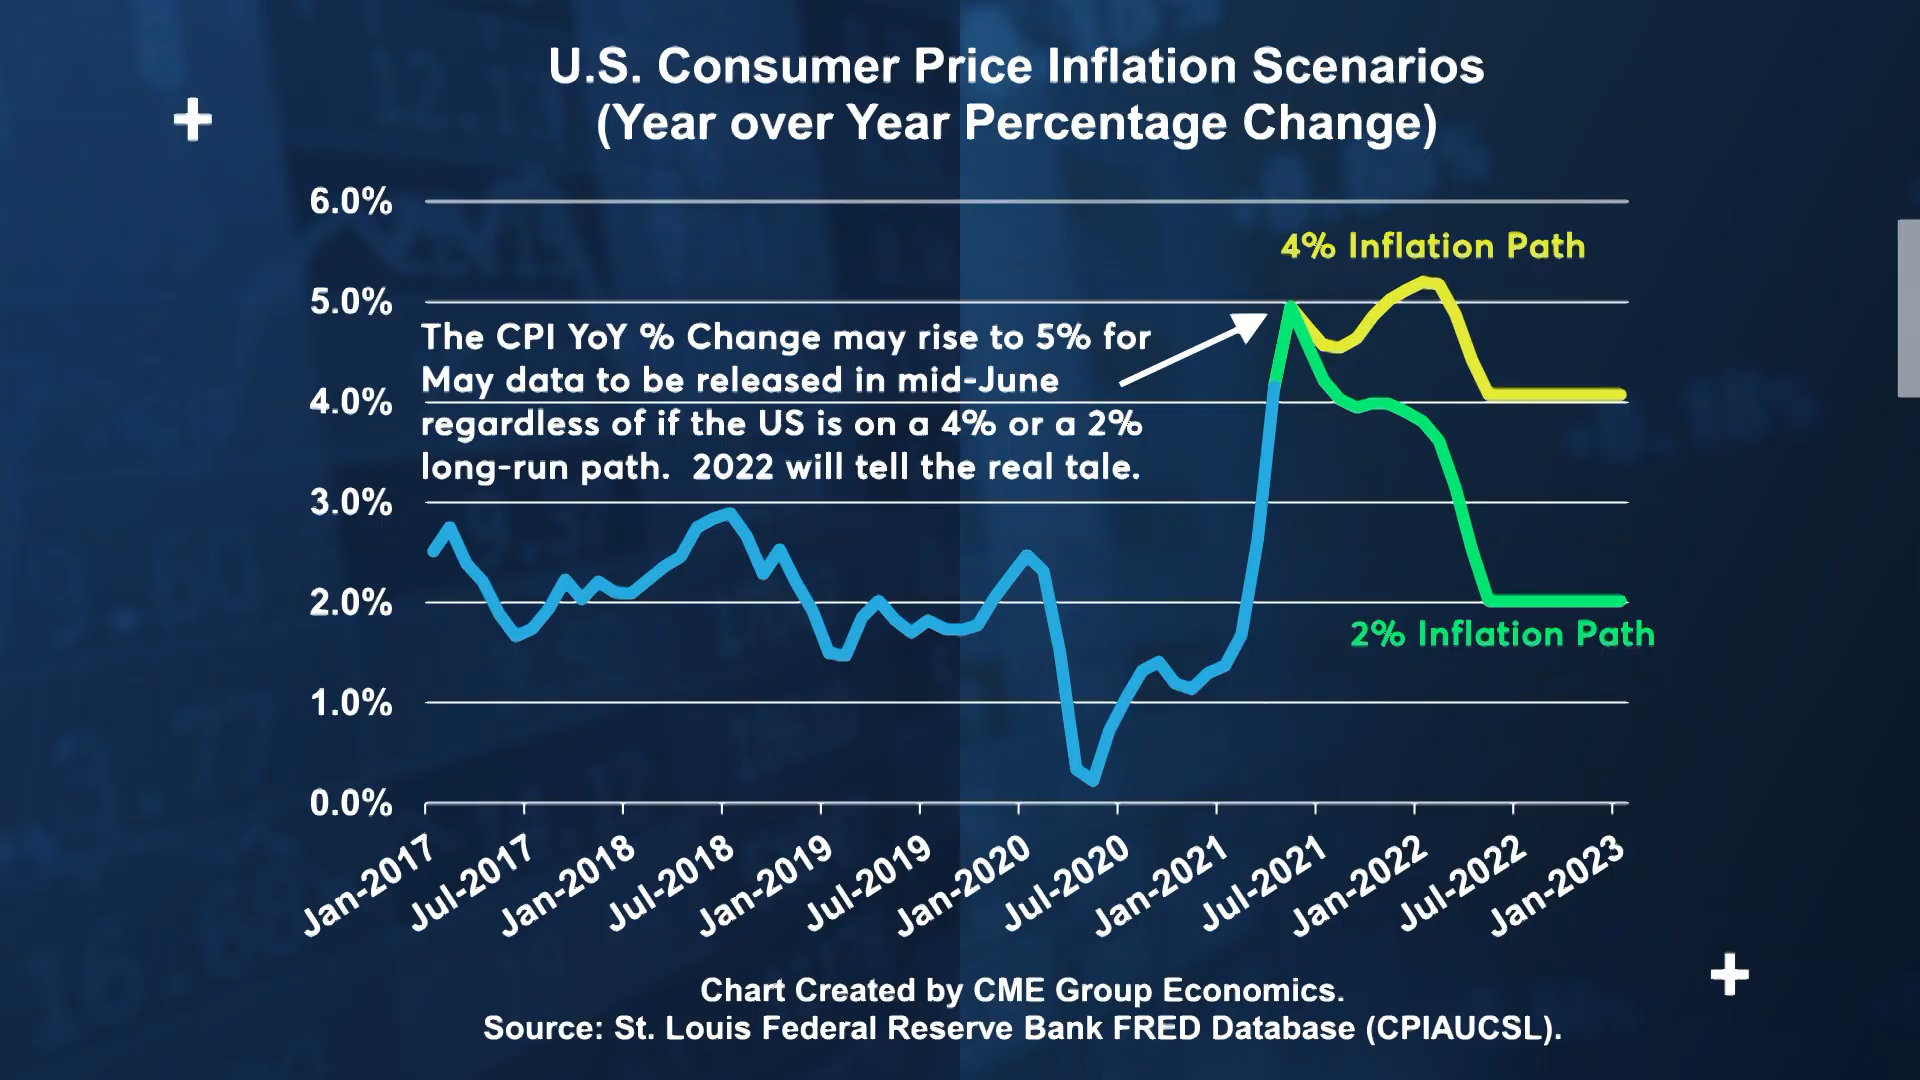 U.S. Consumer Price Inflation Scenarios
(Year over Year Percentage Change)
6.0%
4% Inflation Path
5.0%
The CPI YoY % Change may rise to 5% for
May data to be released in mid-June
4.0%
regardless of if the US is on a 4% or a 2%
long-run path.  2022 will tell the real tale.
3.0%
2.0%
2% Inflation Path
1.0%
0.0%
Jan-2017
Jul-2017
Jan-2018
Jul-2018
Jan-2019
Jul-2019
Jan-2020
Jul-2020
Jan-2021
Jul-2021
Jan-2022
Jul-2022
Jan-2023
Chart Created by CME Group Economics.
Source: St. Louis Federal Reserve Bank FRED Database (CPIAUCSL).